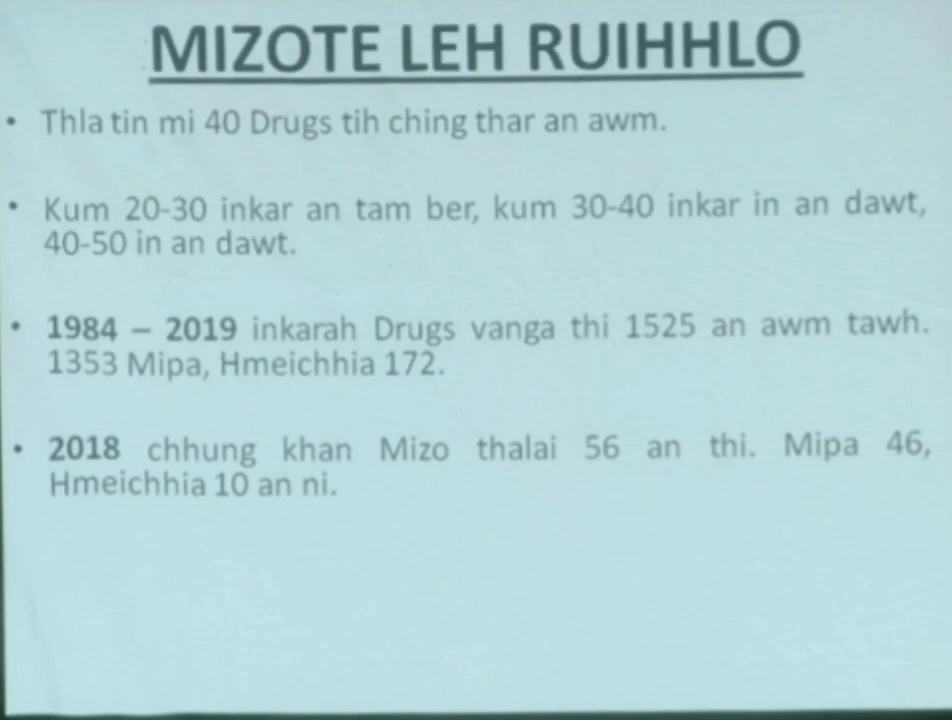 MIZOTE LEH RUIHHLO
• Thla tin mi 40 Drugs tih ching thar an awm.
• Kum 20-30 inkar an tam ber, kum 30-40 inkar in an dawt,
40-50 in an dawt.
• 1984 – 2019 inkarah Drugs vanga thi 1525 an awm tawh.
1353 Mipa, Hmeichhia 172.
• 2018 chhung khan Mizo thalai 56 an thi. Mipa 46,
Hmeichhia 10 an ni.